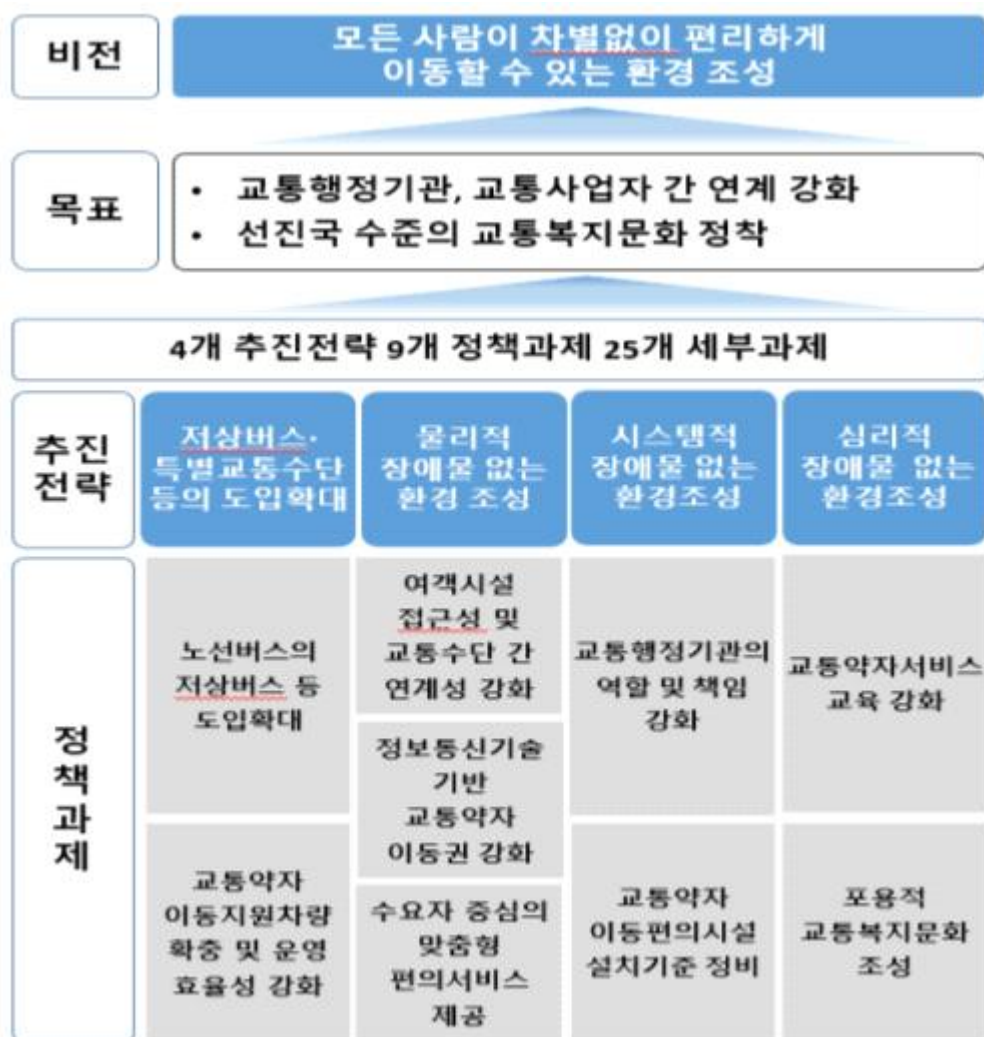 비전
모든 사람이 차별없이 편리하게
이동할 수 있는 환경 조성
목표
• 교통행정기관, 교통사업자 간 연계 강화
• 선진국 수준의 교통복지문화 정착
4개 추진전략 9개 정책과제 25개 세부과제
추진
전략
저상버스·
특별교통수단
등의 도입확대
물리적
장애물 없는
환경 조성
시스템적
장애물 없는
환경조성
심리적
장애물 없는
환경조성
정
책
과
제
노선버스의
저상버스 등
도입확대
교통약자
이동지원차량
확충 및 운영
효율성 강화
여객시설
접근성 및
교통수단 간
연계성 강화
정보통신기술
기반
교통약자
이동권 강화
수요자 중심의
맞춤형
편의서비스
제공
교통행정기관의
역할 및 책임
강화
교통약자
이동편의시설
설치기준 정비
교통약자서비스
교육 강화
포용적
교통복지문화
조성